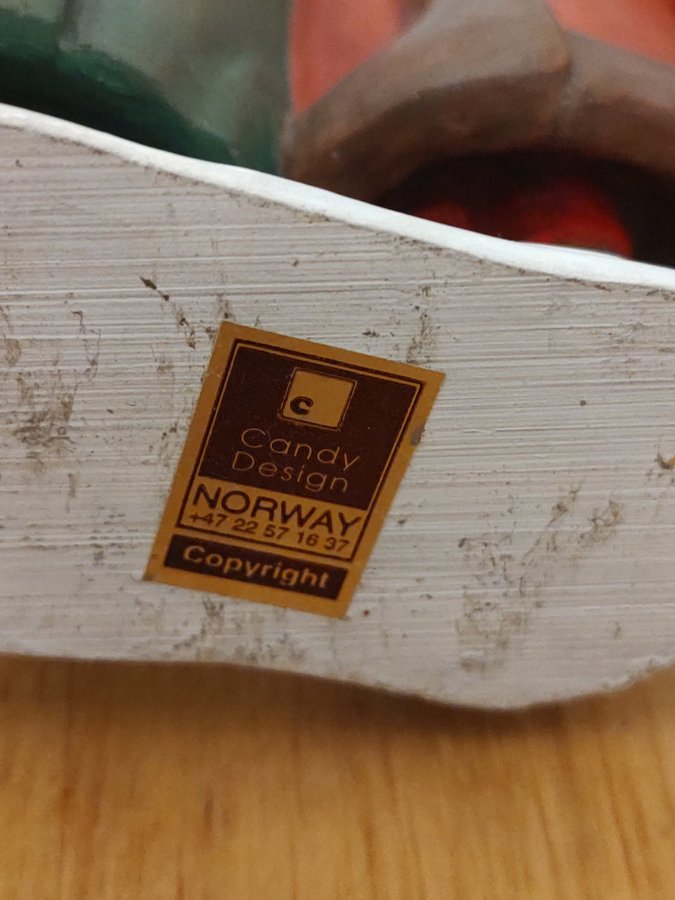 c
Candy
Design
NORWAY
+47 22 57 16 37
Copyright